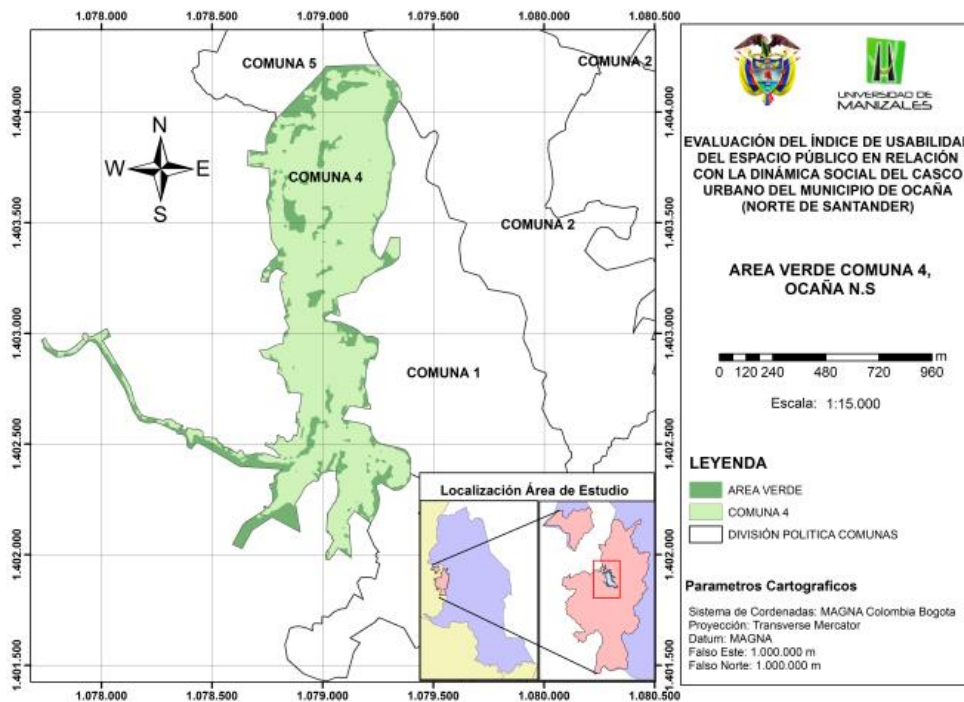 1.078.000 1.078.500 1.079.000 1.079.500 1.080.000 1.080.500
COMUNA 5
COMUNA 2
1.404.000 1.404.000
N
W E
S
COMUNA 4
1.403.500 1.403.500
COMUNA 2
1.403.000 1.403.000
COMUNA 1
1.402.500 1.402.500
Localización Área de Estudio
1.402.000 1.402.000
1.401.500 1.401.500
1.078.000 1.078.500 1.079.000 1.079.500 1.080.000 1.080.500
UNIVERSIDAD DE
MANIZALES
EVALUACIÓN DEL ÍNDICE DE USABILIDAD
DEL ESPACIO PÚBLICO EN RELACIÓN
CON LA DINÁMICA SOCIAL DEL CASCO
URBANO DEL MUNICIPIO DE OCAÑA
(NORTE DE SANTANDER)
AREA VERDE COMUNA 4,
OCAÑA N.S
m
0 120 240 480 720 960
Escala: 1:15.000
LEYENDA
AREA VERDE
COMUNA 4
DIVISIÓN POLITICA COMUNAS
Parametros Cartograficos
Sistema de Cordenadas: MAGNA Colombia Bogota
Proyección: Transverse Mercator
Datum: MAGNA
Falso Este: 1.000.000 m
Falso Norte: 1.000.000 m